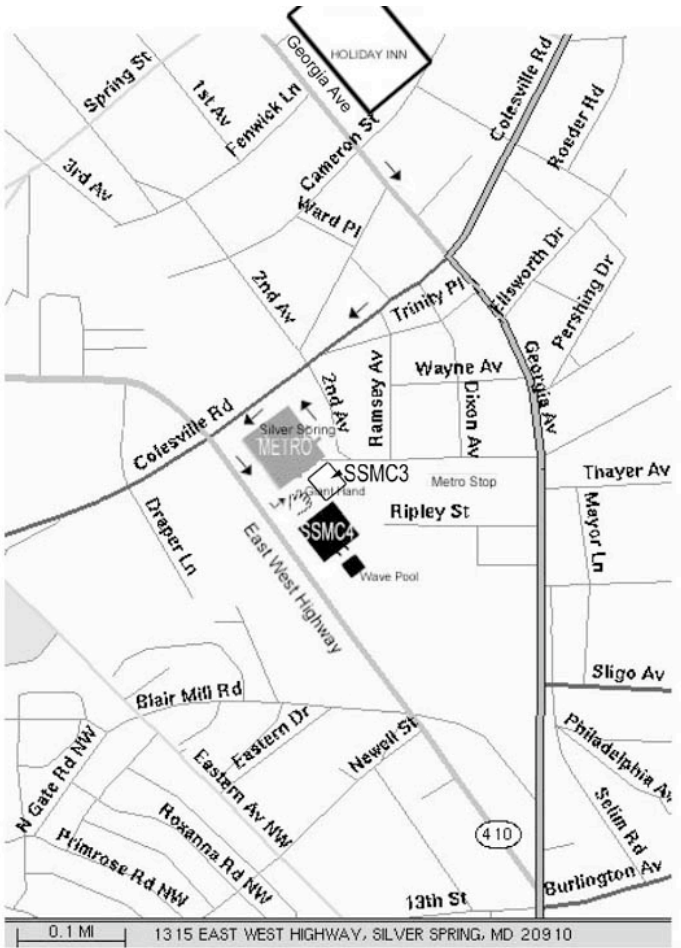 HOLIDAY INN
Georgia Ave
Spring St
1st Av
Fenwick Ln
Colesville Rd
Roeder Rd
Cameron St
3rd Av
Ward Pl
2nd Av
Trinity Pl
Ellsworth Dr
Pershing Dr
Georgia Av
Wayne Av
2nd Av
Ramsey Av
Dixon Av
Colesville Rd
Silver Spring
METRO
SSMC3
Giant Hand
Metro Stop
Thayer Av
Mayor Ln
Ripley St
SSMC4
Draper Ln
East West Highway
Wave Pool
Sligo Av
Blair Mill Rd
Eastern Dr
Newell St
Philadelphia Av
Eastern Av NW
N Gate Rd NW
Selim Rd
Roxanna Rd NW
Primrose Rd NW
410
Burlington Av
13th St
0.1 MI
1315 EAST WEST HIGHWAY, SILVER SPRING, MD 20910